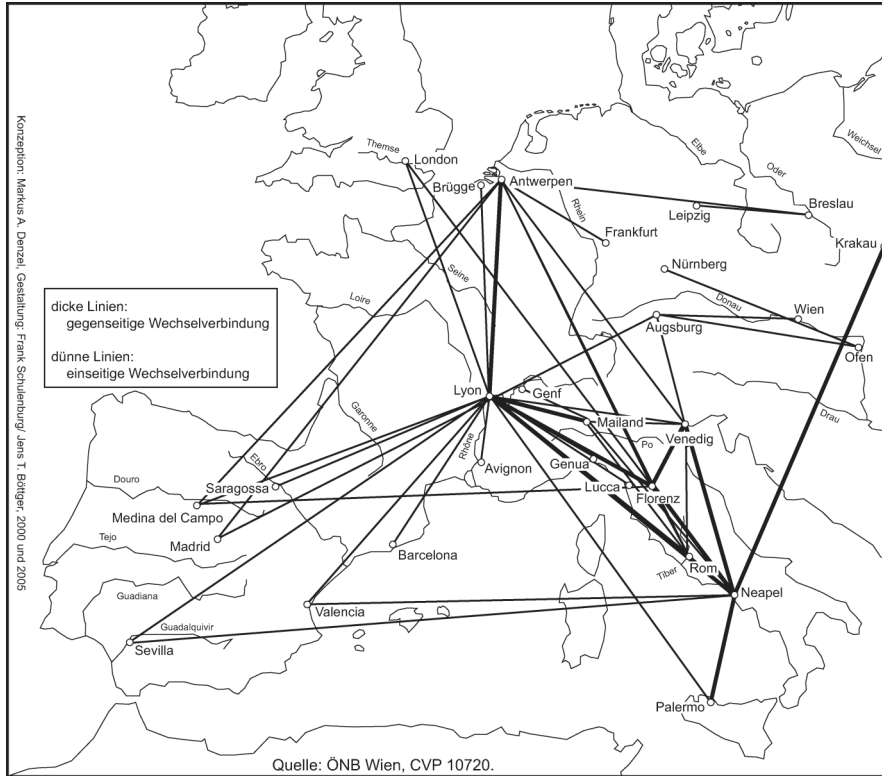 Konzeption: Markus A. Denzel, Gestaltung: Frank Schulenburg/ Jens T. Böttger, 2000 und 2005
Themse
London
Brügge
Antwerpen
Elbe
Oder
Weichsel
Rhein
Leipzig
Breslau
Frankfurt
Krakau
Seine
Nürnberg
Loire
Donau
Wien
Augsburg
Ofen
dicke Linien:
gegenseitige Wechselverbindung
dünne Linien:
einseitige Wechselverbindung
Lyon
Genf
Drau
Garonne
Mailand
Venedig
Po
Rhône
Ebro
Genua
Avignon
Saragossa
Lucca
Florenz
Douro
Medina del Campo
Tejo
Madrid
Barcelona
Rom
Tiber
Guadiana
Valencia
Neapel
Guadalquivir
Sevilla
Palermo
Quelle: ÖNB Wien, CVP 10720.